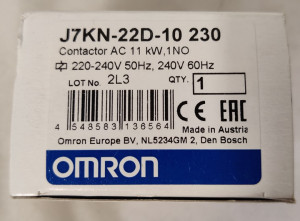 J7KN-22D-10 230
Contactor AC 11 kW,1NO
220-240V 50Hz, 240V 60Hz
LOT No. 2L3 QTY. 1
4 548583 136564
CE EAC
Made in Austria
Omron Europe BV, NL5234GM 2, Den Bosch
OMRON